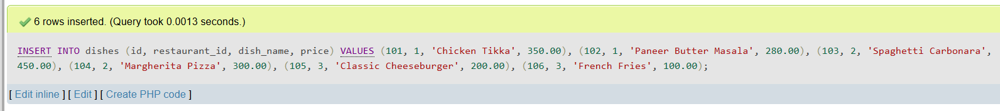 6 rows inserted. (Query took 0.0013 seconds.)
INSERT INTO dishes (id, restaurant_id, dish_name, price) VALUES (101, 1, 'Chicken Tikka', 350.00), (102, 1, 'Paneer Butter Masala', 280.00), (103, 2, 'Spaghetti Carbonara',
450.00), (104, 2, 'Margherita Pizza', 300.00), (105, 3, 'Classic Cheeseburger', 200.00), (106, 3, 'French Fries', 100.00);
[ Edit inline ] [ Edit ] [ Create PHP code ]